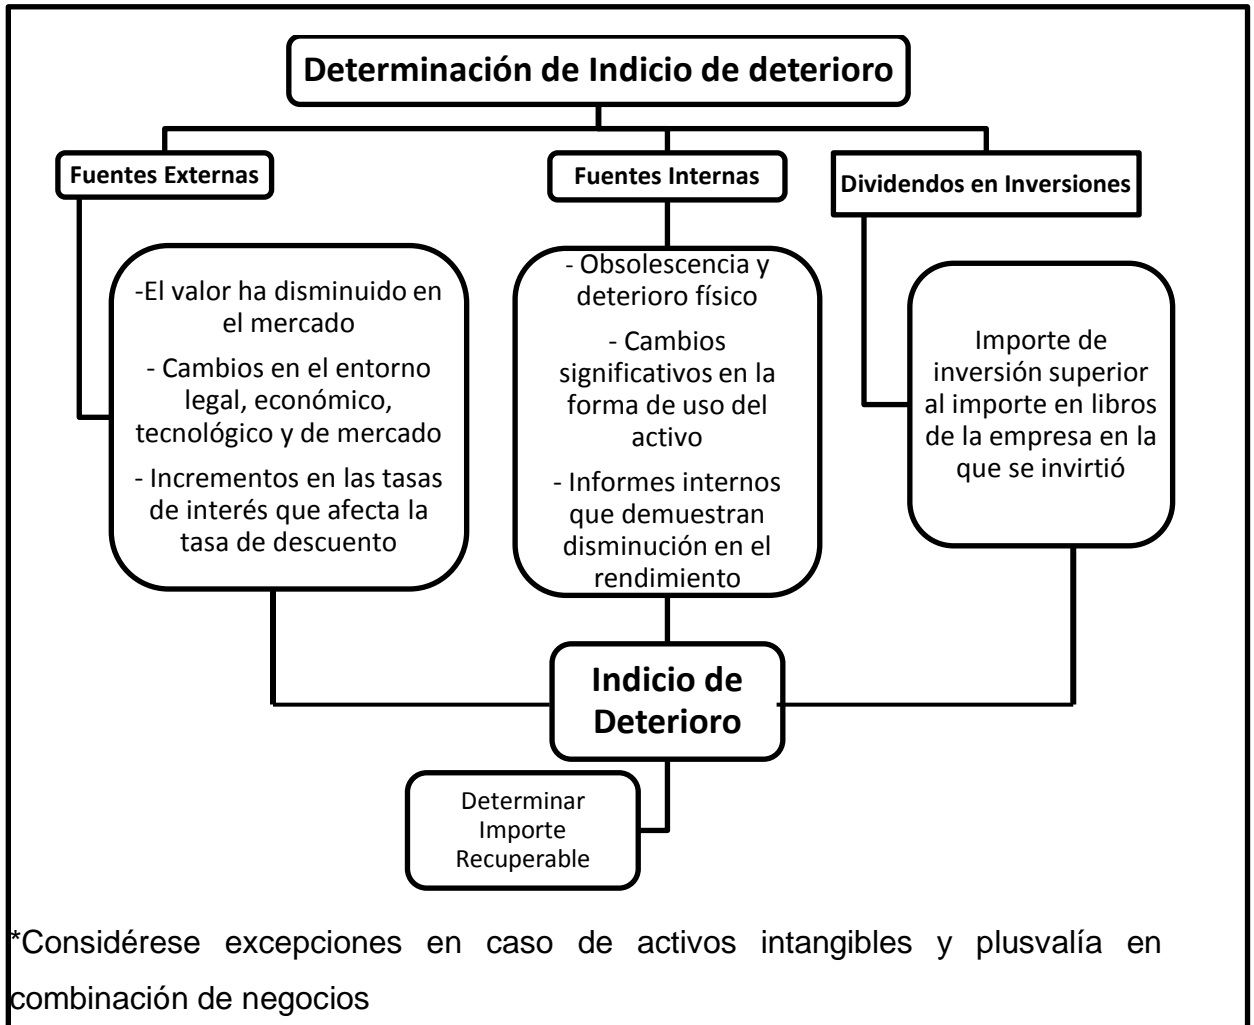 Determinación de Indicio de deterioro
Fuentes Externas
-El valor ha disminuido en
el mercado
- Cambios en el entorno
legal, económico,
tecnológico y de mercado
- Incrementos en las tasas
de interés que afecta la
tasa de descuento
Fuentes Internas
- Obsolescencia y
deterioro físico
- Cambios
significativos en la
forma de uso del
activo
- Informes internos
que demuestran
disminución en el
rendimiento
Dividendos en Inversiones
Importe de
inversión superior
al importe en libros
de la empresa en la
que se invirtió
Indicio de
Deterioro
Determinar
Importe
Recuperable
*Considérese excepciones en caso de activos intangibles y plusvalía en
combinación de negocios